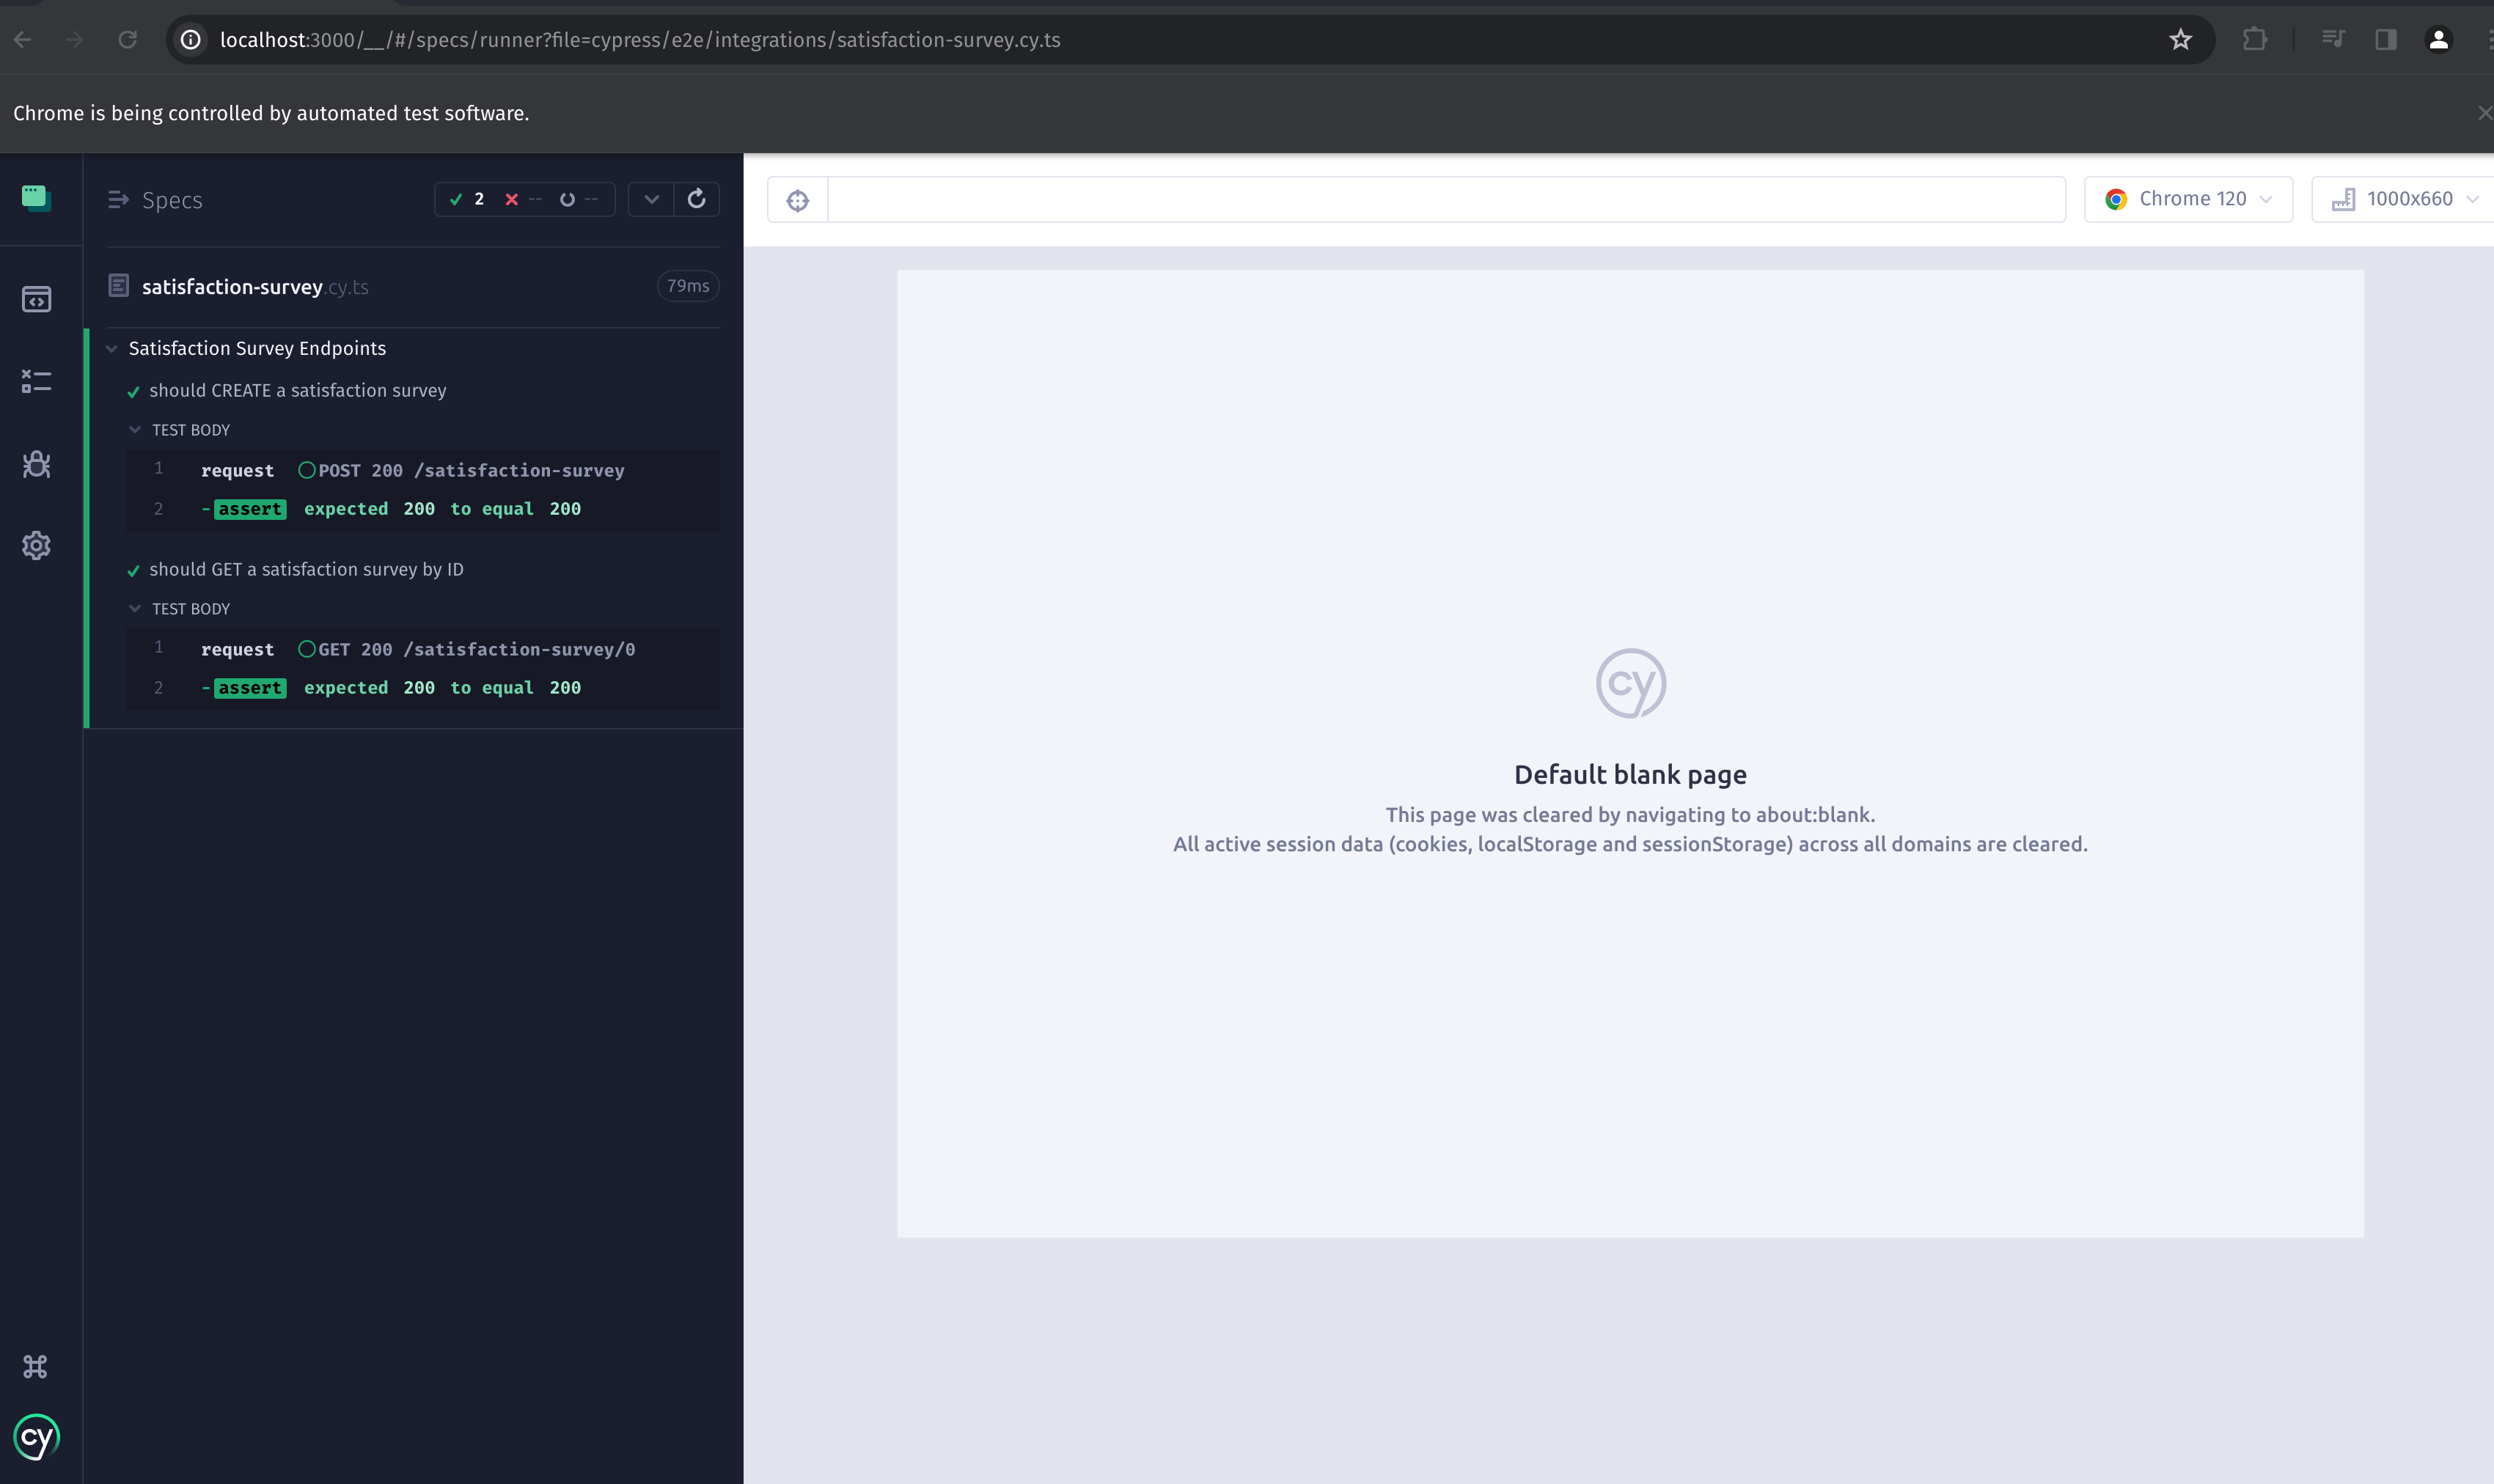 localhost:3000/__/#/specs/runner?file=cypress/e2e/integrations/satisfaction-survey.cy.ts
Chrome is being controlled by automated test software.
Specs
2 -- --
Chrome 120
1000x660
satisfaction-survey.cy.ts
79ms
Satisfaction Survey Endpoints
should CREATE a satisfaction survey
TEST BODY
1 request POST 200 /satisfaction-survey
2 -assert expected 200 to equal 200
should GET a satisfaction survey by ID
TEST BODY
1 request GET 200 /satisfaction-survey/0
2 -assert expected 200 to equal 200
cy
Default blank page
This page was cleared by navigating to about:blank.
All active session data (cookies, localStorage and sessionStorage) across all domains are cleared.
cy